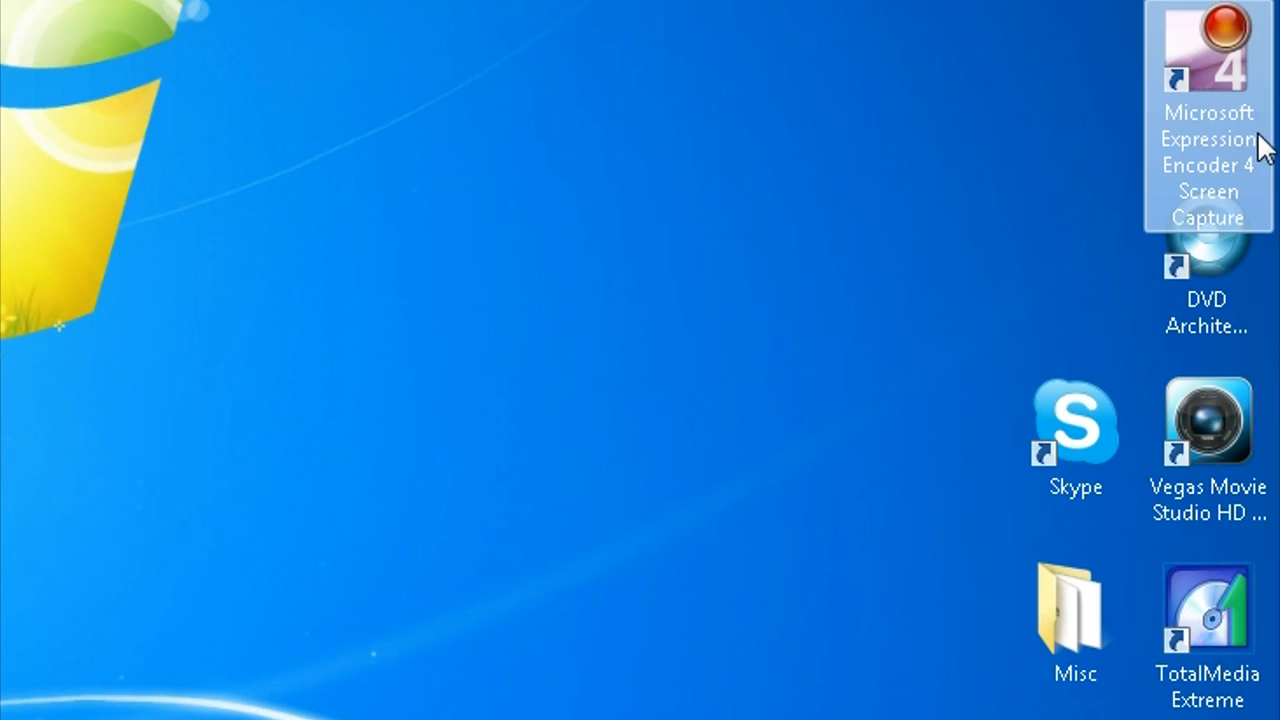 4
Microsoft
Expression
Encoder 4
Screen
Capture
DVD
Archite...
S
Skype
Vegas Movie
Studio HD ...
Misc
TotalMedia
Extreme